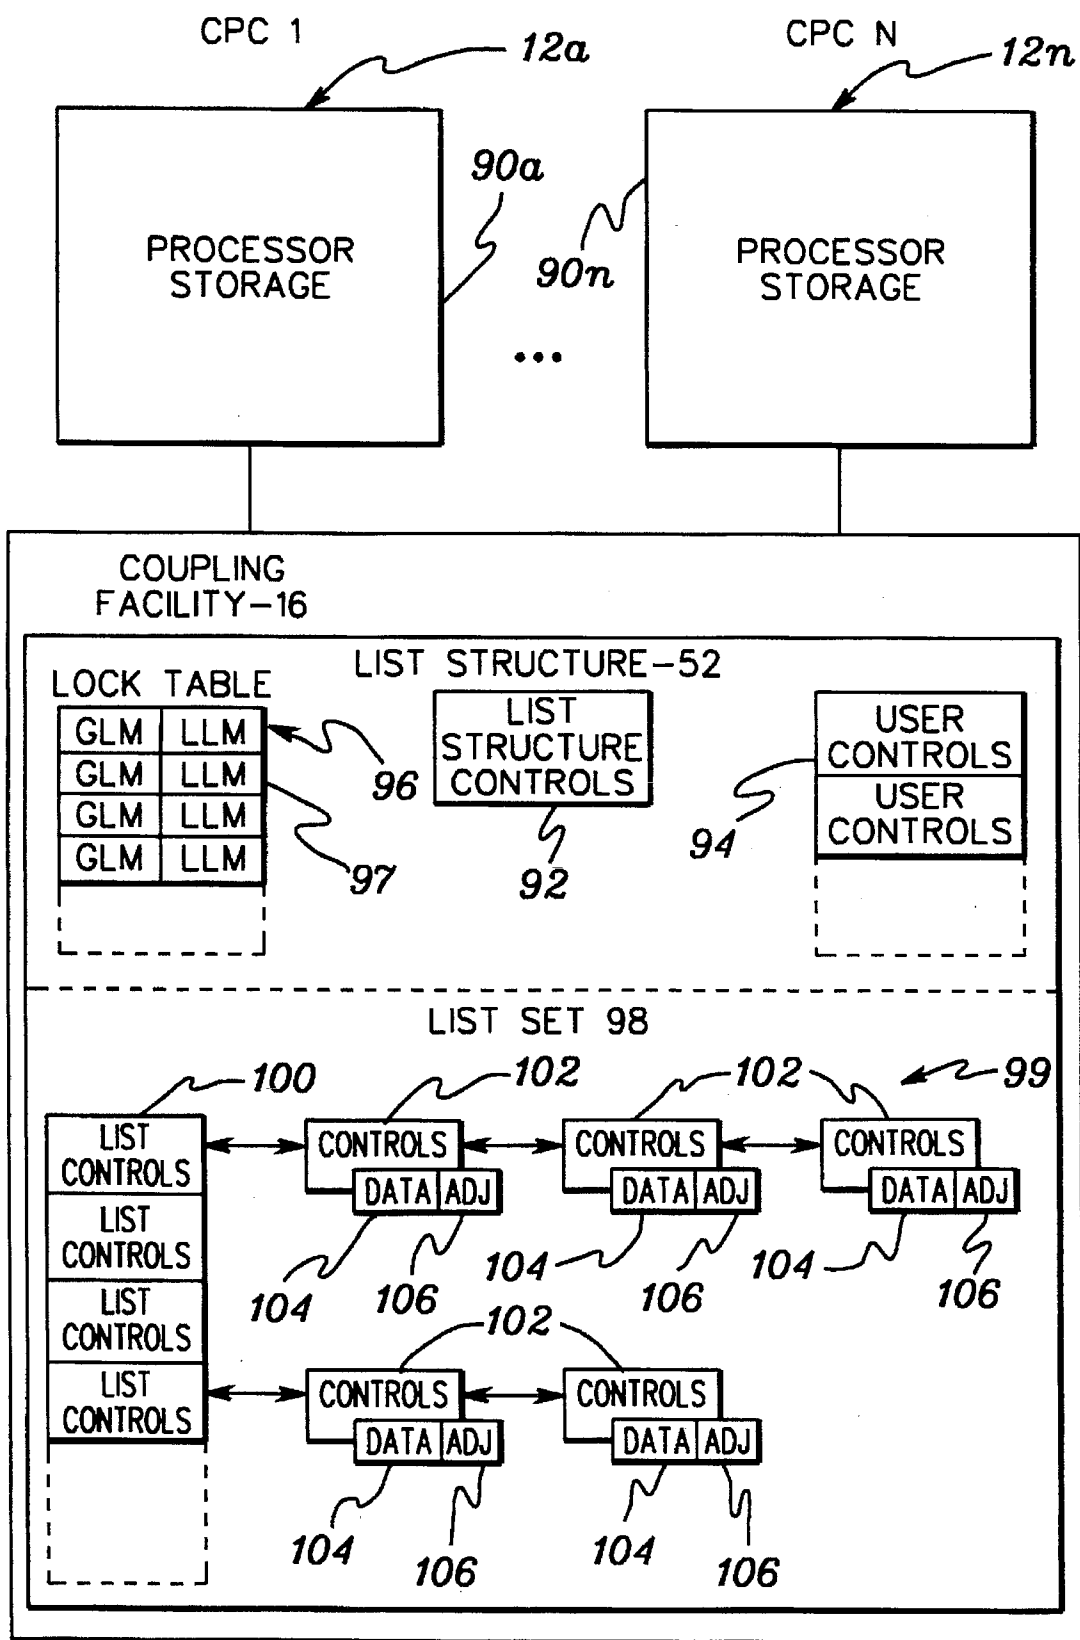 CPC 1
CPC N
12a
12n
90a
90n
PROCESSOR
STORAGE
PROCESSOR
STORAGE
...
COUPLING
FACILITY-16
LIST STRUCTURE-52
LOCK TABLE
GLM LLM
GLM LLM
GLM LLM
GLM LLM
96
97
LIST
STRUCTURE
CONTROLS
92
USER
CONTROLS
USER
CONTROLS
94
LIST SET 98
100
102
102
99
LIST
CONTROLS
LIST
CONTROLS
LIST
CONTROLS
LIST
CONTROLS
CONTROLS
DATA ADJ
CONTROLS
DATA ADJ
CONTROLS
DATA ADJ
104
106
104
106
104
106
102
CONTROLS
DATA ADJ
CONTROLS
DATA ADJ
104
106
104
106